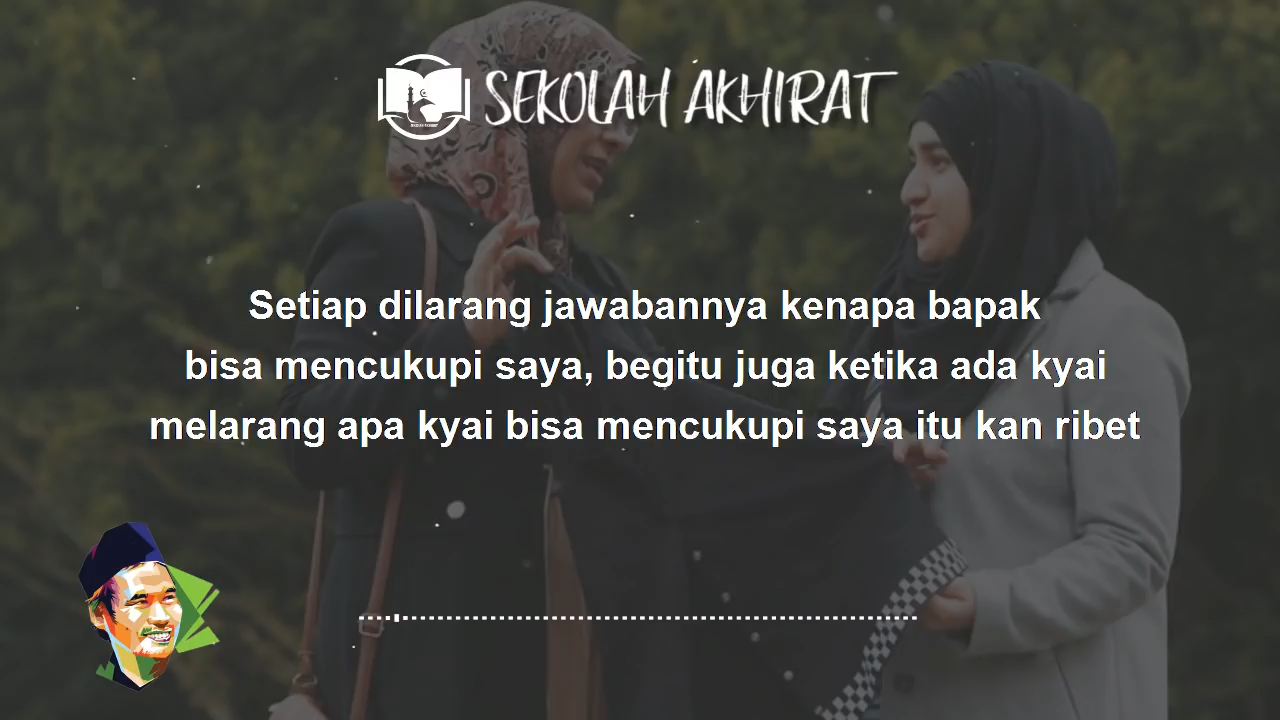 SEKOLAH AKHIRAT
Setiap dilarang jawabannya kenapa bapak
bisa mencukupi saya, begitu juga ketika ada kyai
melarang apa kyai bisa mencukupi saya itu kan ribet